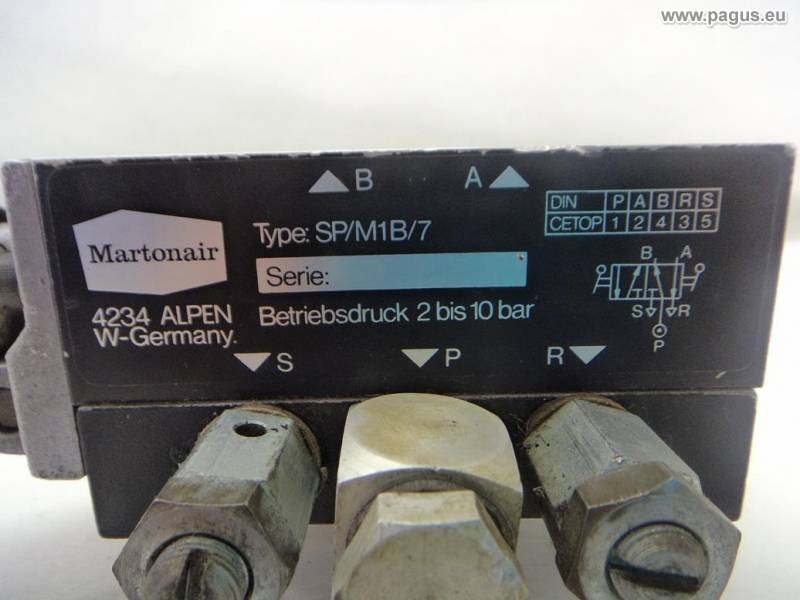 www.pagus.eu
B A
Martonair
Type: SP/M1B/7
Serie:
4234 ALPEN
W-Germany.
Betriebsdruck 2 bis 10 bar
DIN P A B R S
CETOP 1 2 4 3 5
B A
S R
P
S P R